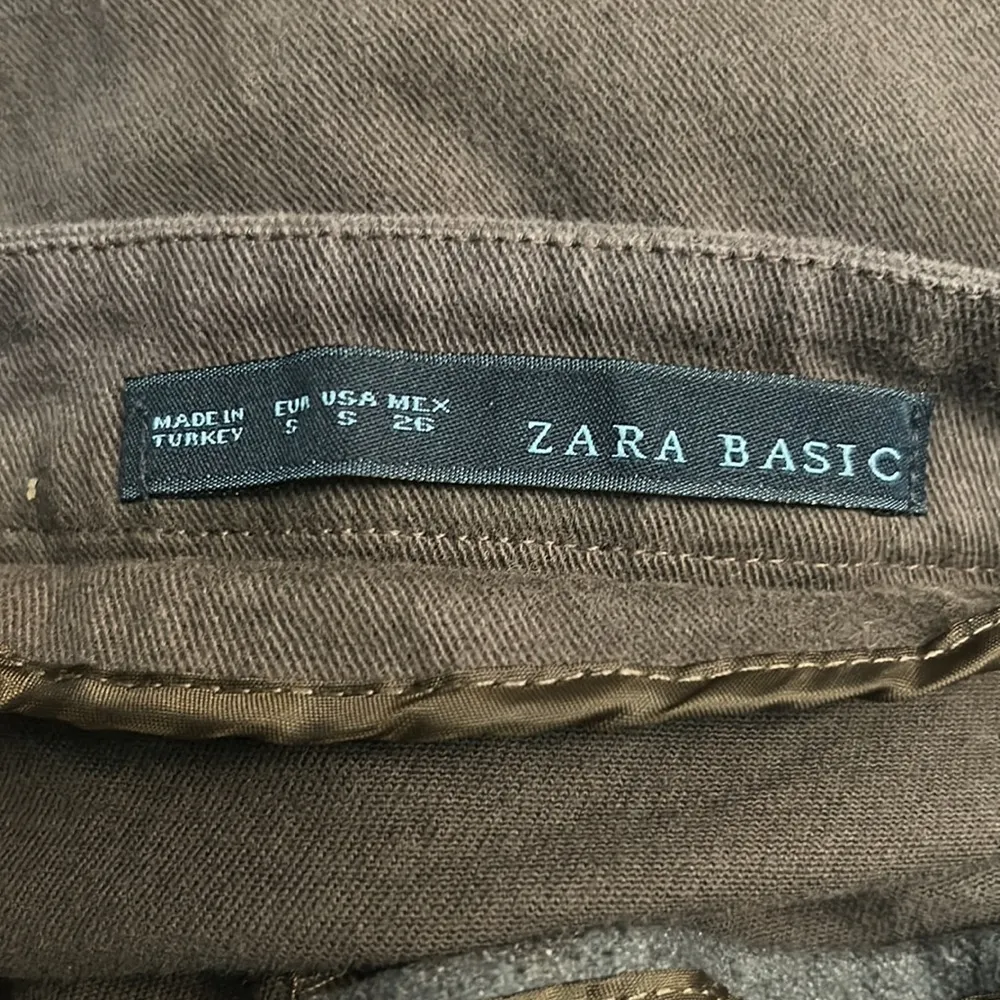 MADE IN
TURKEY
EUR USA MEX
S S 26
ZARA BASIC